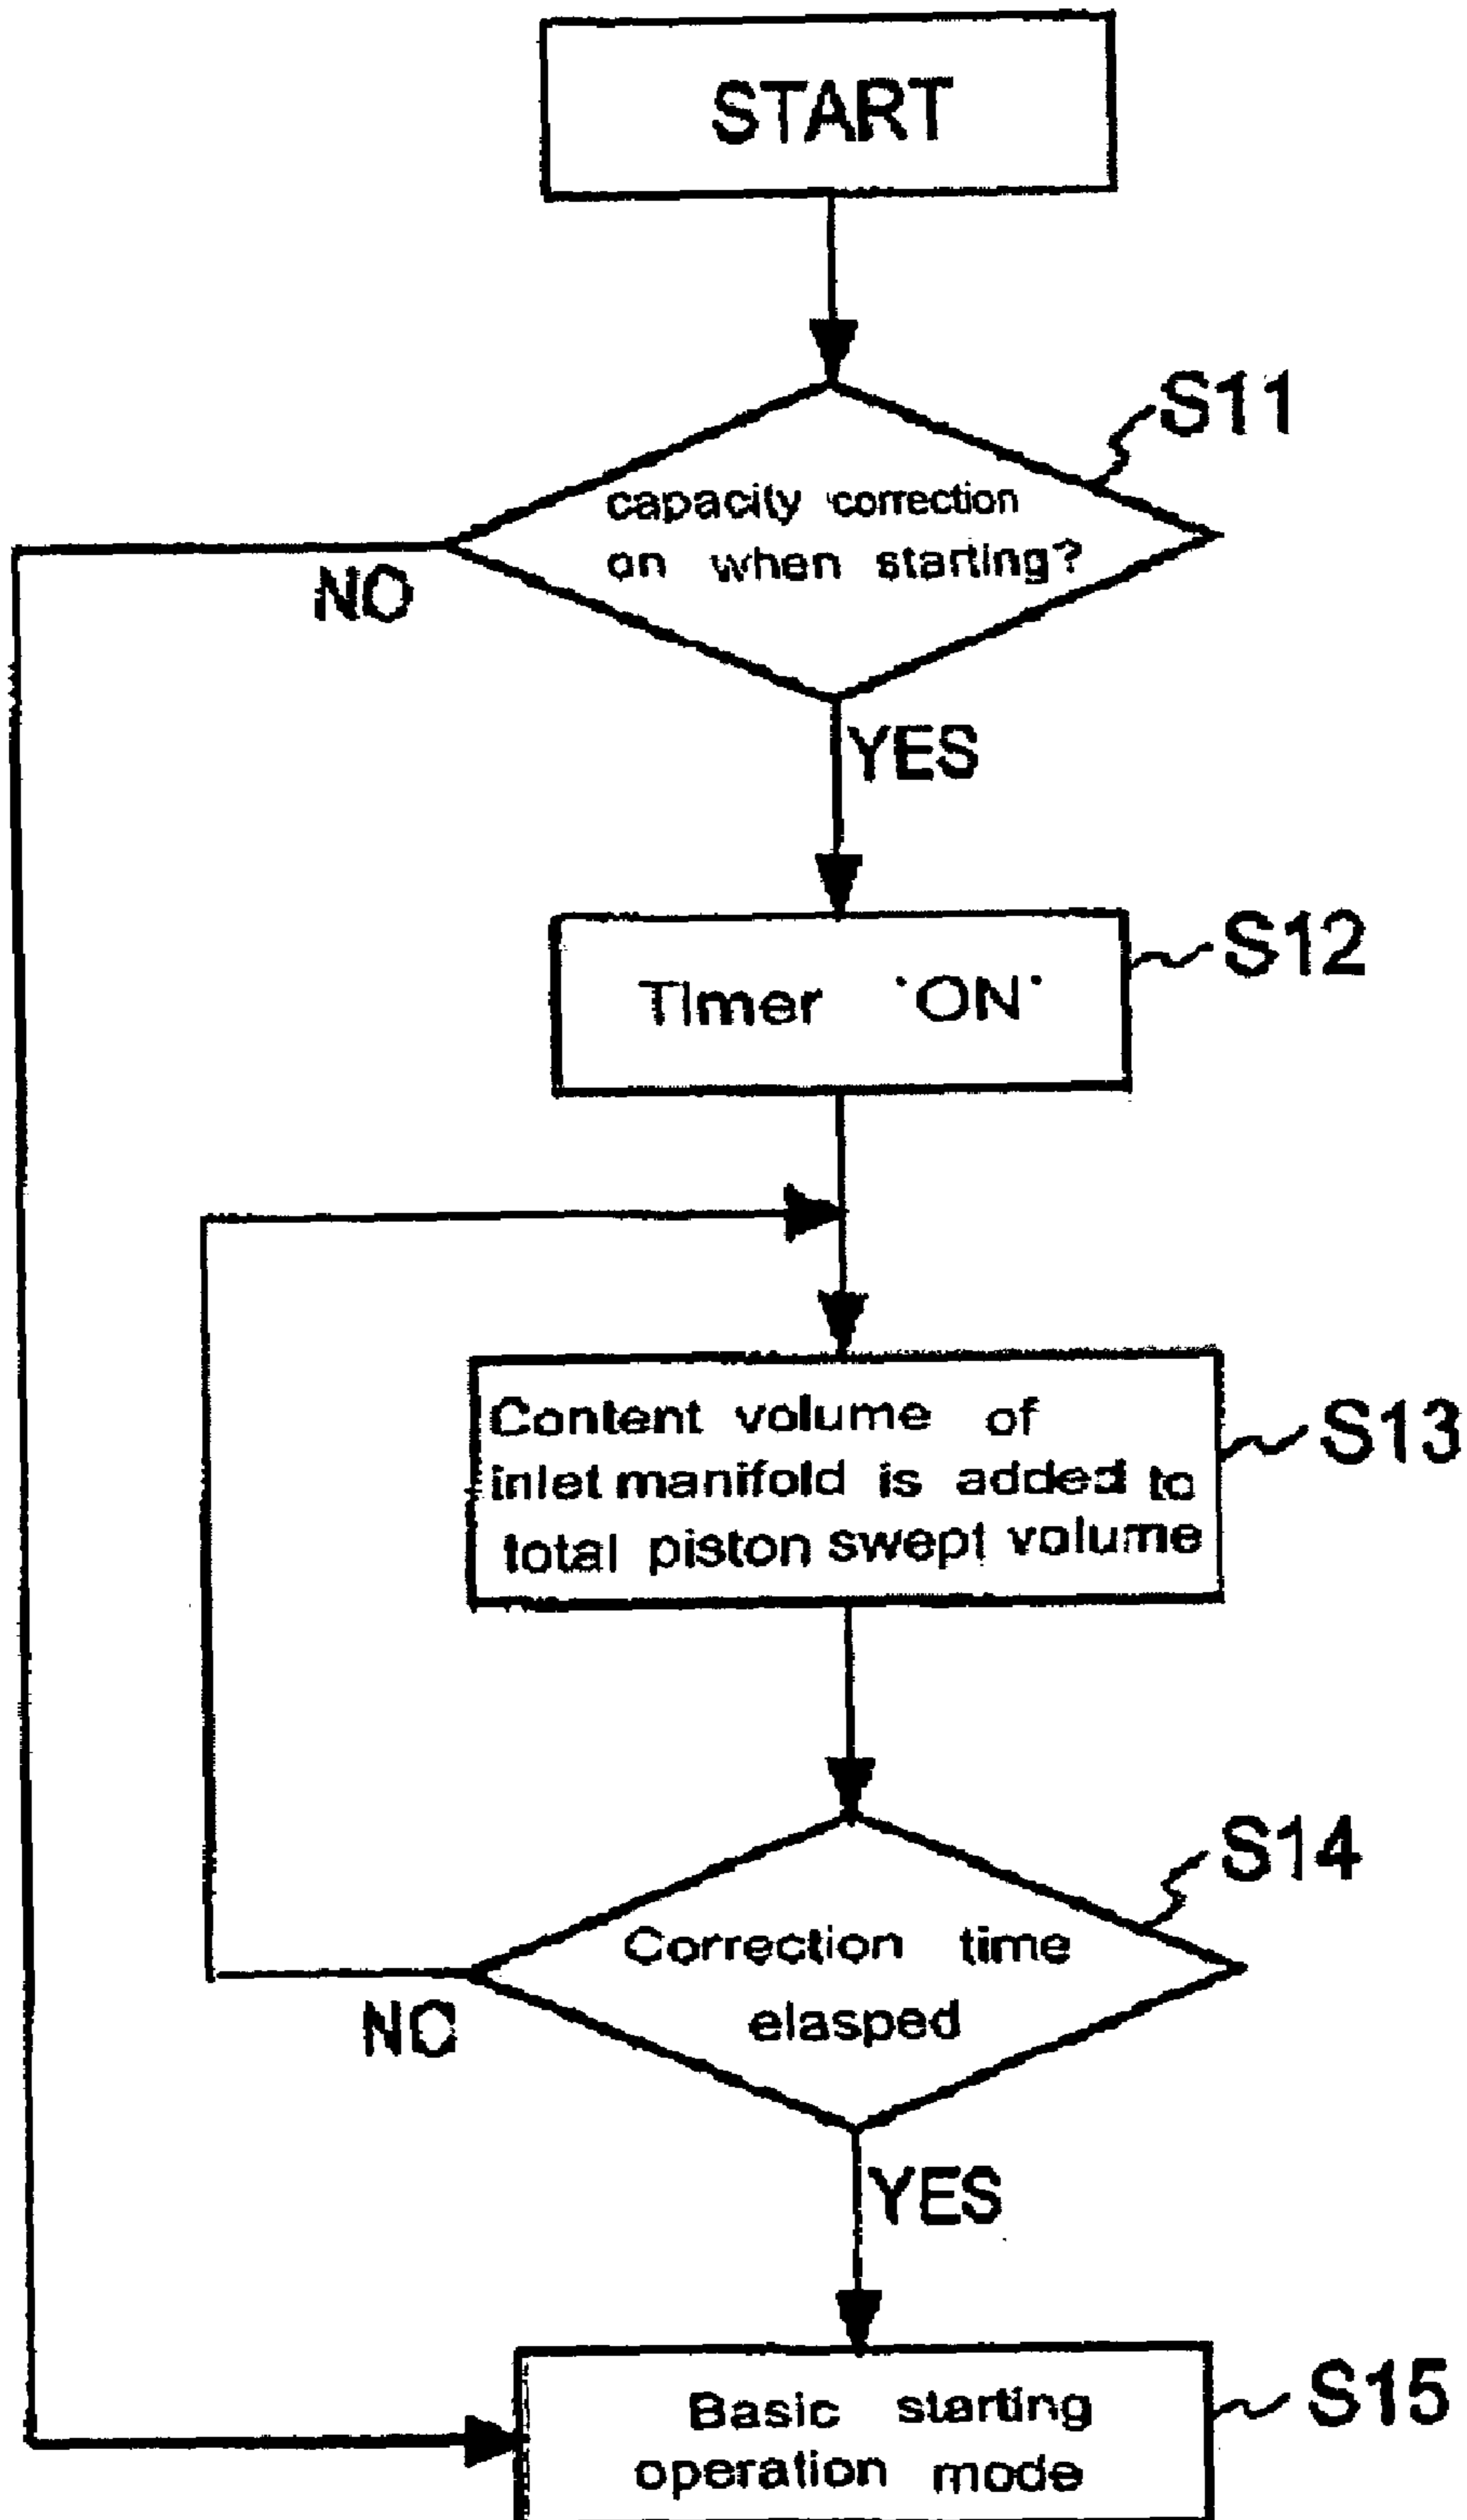 START
S11
capacity correction
on when starting?
NO
YES
S12
Timer "ON"
Content volume of
inlet manifold is added to
total piston swept volume
S13
S14
Correction time
elasped
NO
YES
Basic starting
operation mode
S15